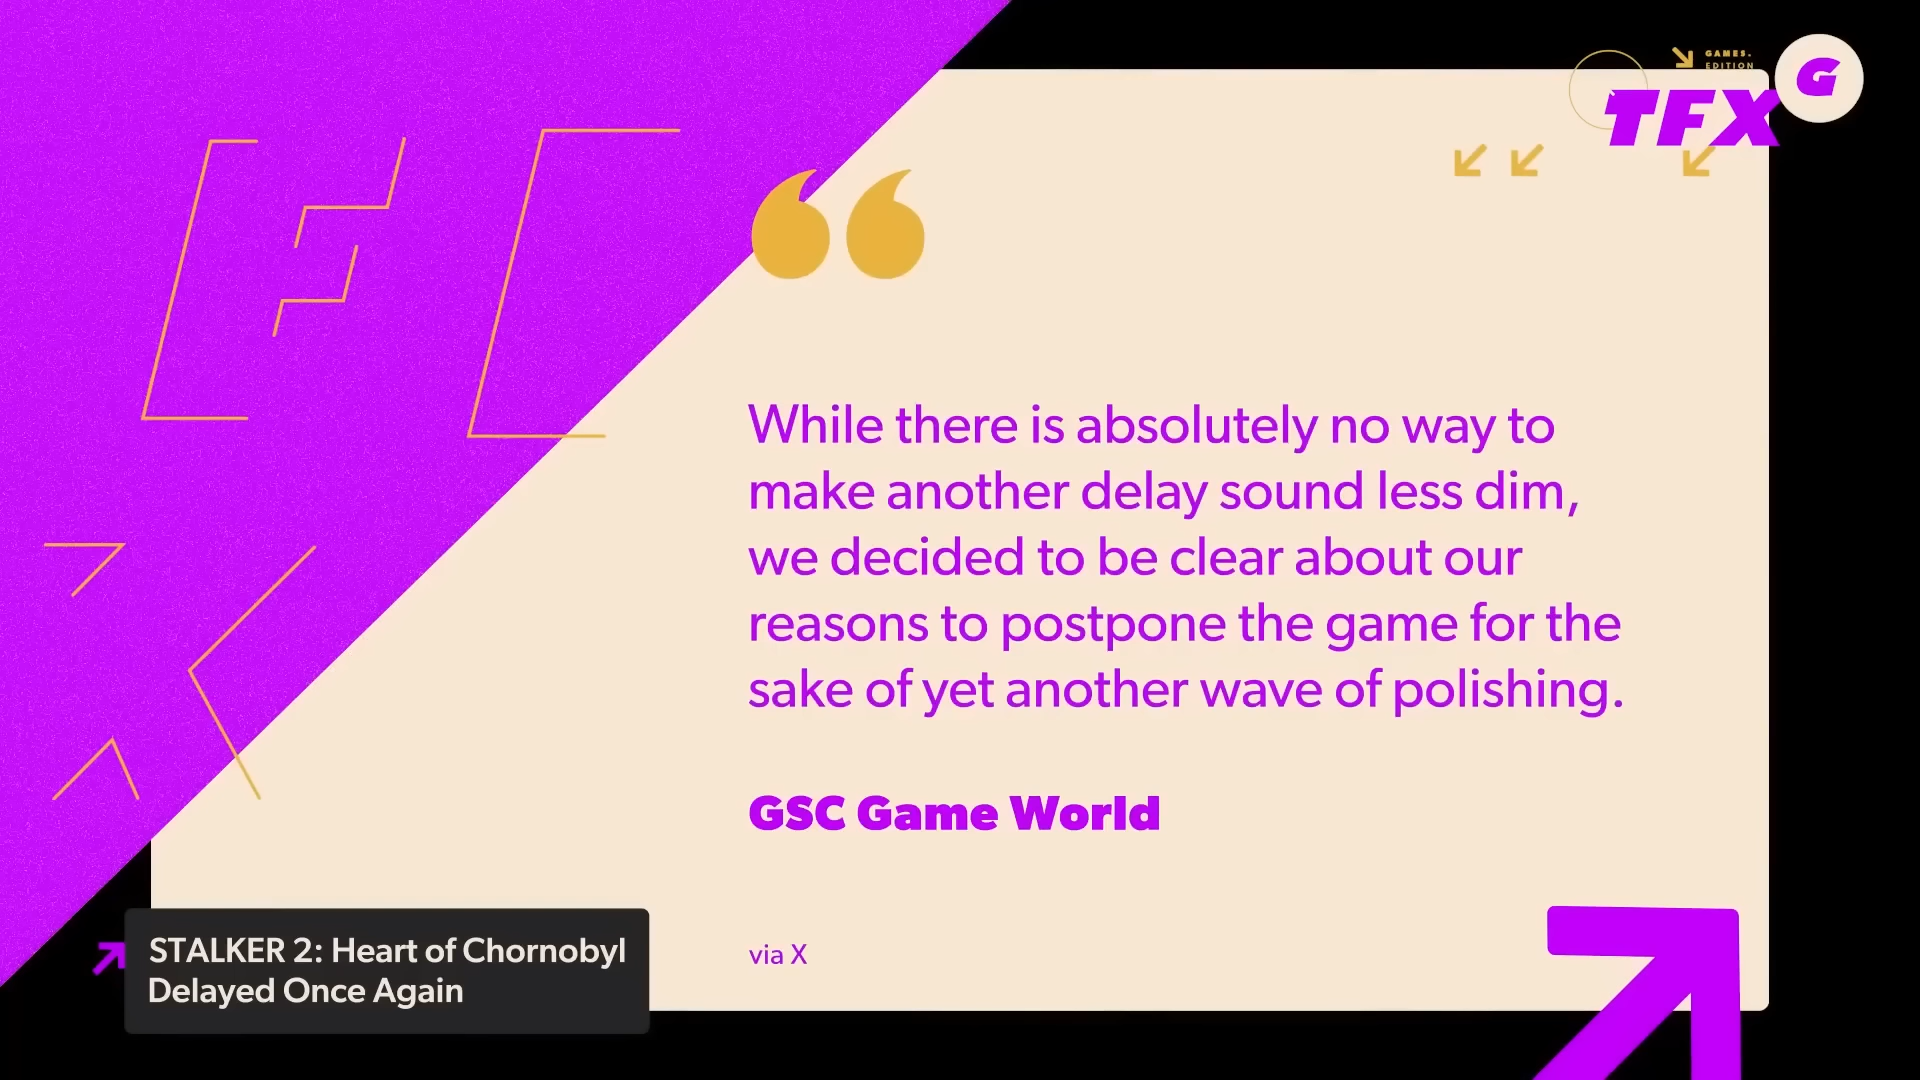 GAMES.
EDITION
TFX
G
“
While there is absolutely no way to
make another delay sound less dim,
we decided to be clear about our
reasons to postpone the game for the
sake of yet another wave of polishing.
GSC Game World
via X
STALKER 2: Heart of Chornobyl
Delayed Once Again